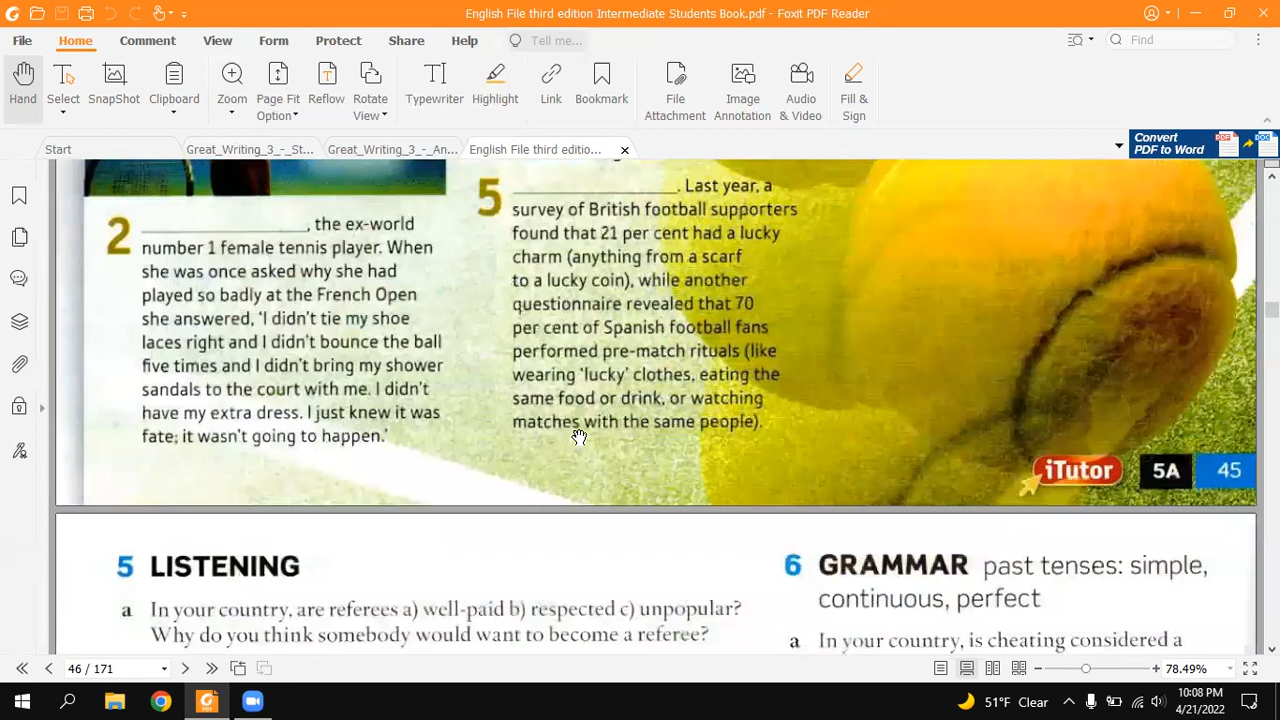 English File third edition Intermediate Students Book.pdf - Foxit PDF Reader
File Home Comment View Form Protect Share Help Tell me... Find
Hand Select SnapShot Clipboard Zoom Page Fit Option Reflow Rotate View Typewriter Highlight Link Bookmark File Attachment Image Annotation Audio & Video Fill & Sign
Start Great_Writing_3_-_St... Great_Writing_3_-_An... English File third editio...
Convert
PDF to Word
2 ____________________, the ex-world
number 1 female tennis player. When
she was once asked why she had
played so badly at the French Open
she answered, 'I didn't tie my shoe
laces right and I didn't bounce the ball
five times and I didn't bring my shower
sandals to the court with me. I didn't
have my extra dress. I just knew it was
fate; it wasn't going to happen.'
5 ____________________. Last year, a
survey of British football supporters
found that 21 per cent had a lucky
charm (anything from a scarf
to a lucky coin), while another
questionnaire revealed that 70
per cent of Spanish football fans
performed pre-match rituals (like
wearing 'lucky' clothes, eating the
same food or drink, or watching
matches with the same people).
iTutor 5A 45
5 LISTENING
a In your country, are referees a) well-paid b) respected c) unpopular?
Why do you think somebody would want to become a referee?
6 GRAMMAR past tenses: simple,
continuous, perfect
a In your country, is cheating considered a
46 / 171 78.49%
51°F Clear
10:08 PM
4/21/2022